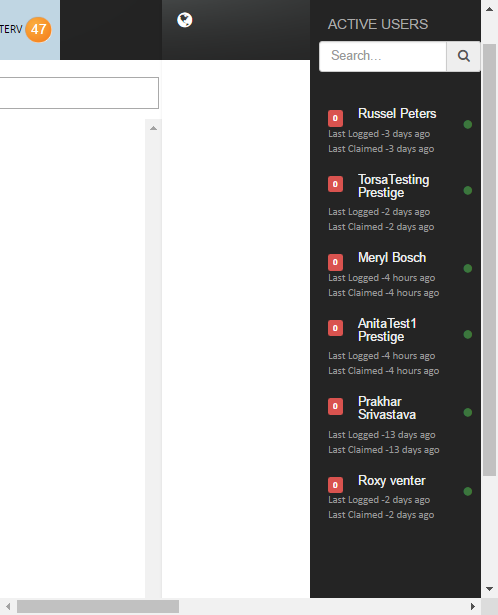 TERV 47
ACTIVE USERS
Search...
0 Russel Peters
Last Logged -3 days ago
Last Claimed -3 days ago
0 TorsaTesting
Prestige
Last Logged -2 days ago
Last Claimed -2 days ago
0 Meryl Bosch
Last Logged -4 hours ago
Last Claimed -4 hours ago
0 AnitaTest1
Prestige
Last Logged -4 hours ago
Last Claimed -4 hours ago
0 Prakhar
Srivastava
Last Logged -13 days ago
Last Claimed -13 days ago
0 Roxy venter
Last Logged -2 days ago
Last Claimed -2 days ago